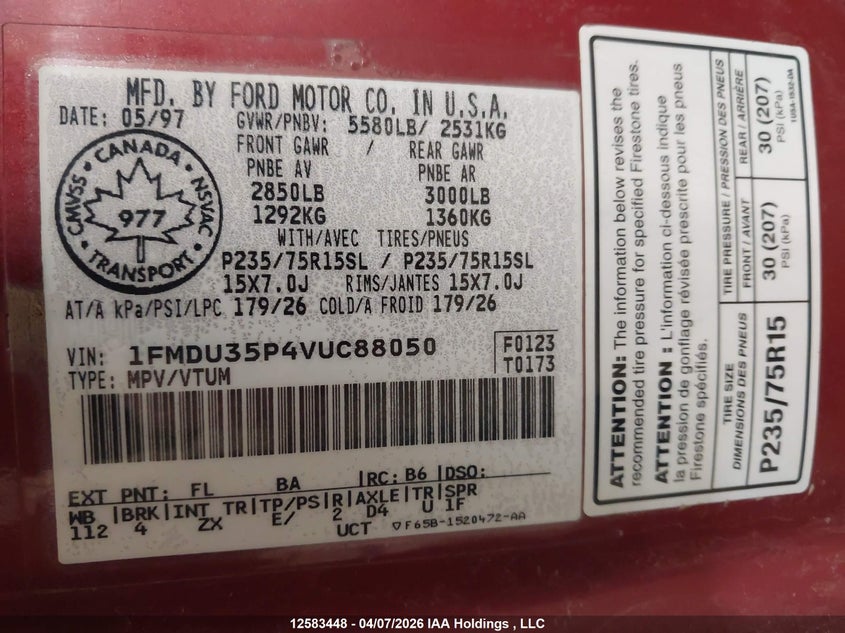 MFD. BY FORD MOTOR CO. IN U.S.A.
DATE: 05/97 GVWR/PNBV: 5580LB/ 2531KG
FRONT GAWR / REAR GAWR
PNBE AV PNBE AR
2850LB 3000LB
1292KG 1360KG
WITH/AVEC TIRES/PNEUS
P235/75R15SL / P235/75R15SL
15X7.0J RIMS/JANTES 15X7.0J
AT/A kPa/PSI/LPC 179/26 COLD/A FROID 179/26
CANADA
CMVSS NSVAC
977
TRANSPORT
VIN: 1FMDU35P4VUC88050 F0123
TYPE: MPV/VTUM T0173
EXT PNT: FL BA RC: B6 DSO:
WB BRK INT TR TP/PS R AXLE TR SPR
112 4 ZX E/ 2 D4 U 1F
UCT F65B-1520472-AA
ATTENTION: The information below revises the
recommended tire pressure for specified Firestone tires.
ATTENTION : L'information ci-dessous indique
la pression de gonflage révisée prescrite pour les pneus
Firestone spécifiés.
TIRE SIZE
DIMENSIONS DES PNEUS
TIRE PRESSURE / PRESSION DES PNEUS
FRONT / AVANT REAR / ARRIÈRE
P235/75R15 30 (207) 30 (207)
PSI (kPa) PSI (kPa)
1USA-1532-DA
12583448 - 04/07/2026 IAA Holdings , LLC